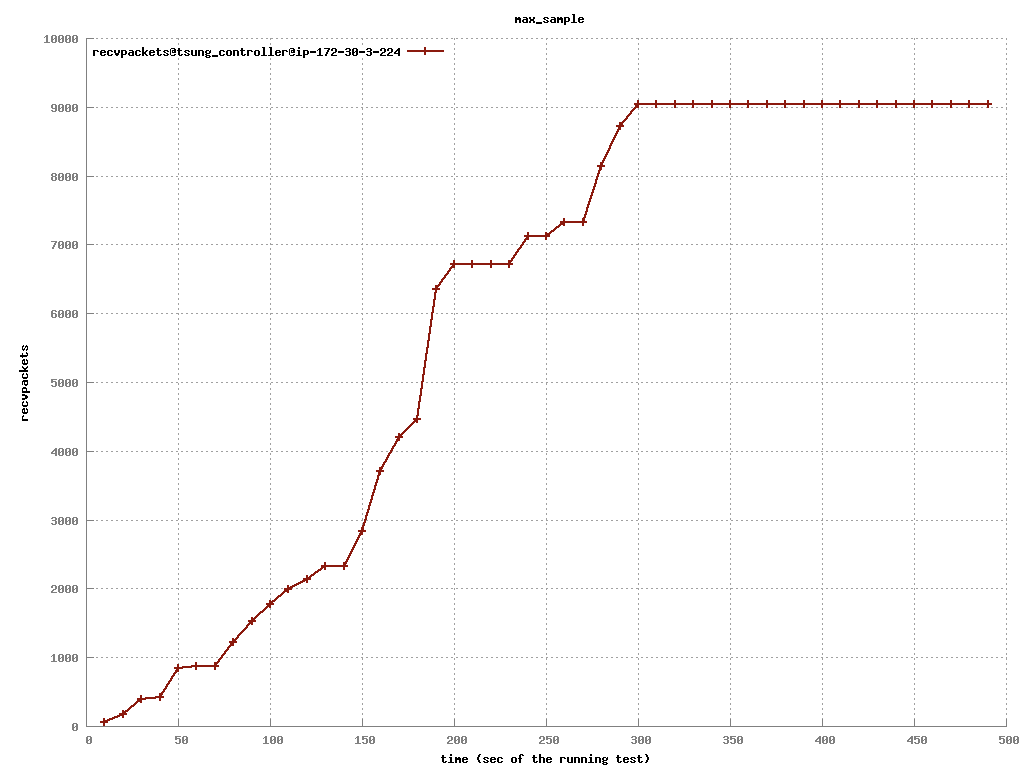 max_sample
recvpackets@tsung_controller@ip-172-30-3-224
10000
9000
8000
7000
6000
5000
4000
3000
2000
1000
0
recvpackets
0 50 100 150 200 250 300 350 400 450 500
time (sec of the running test)